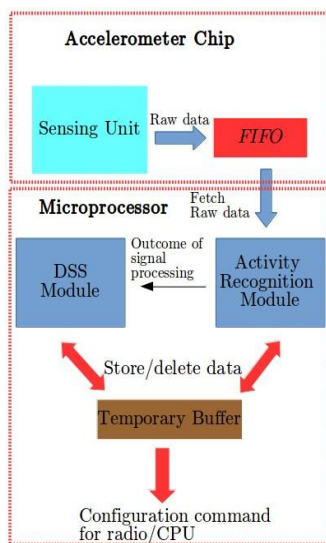 Accelerometer Chip
Sensing Unit
Raw data
FIFO
Microprocessor
Fetch
Raw data
DSS
Module
Outcome of
signal
processing
Activity
Recognition
Module
Store/delete data
Temporary Buffer
Configuration command
for radio/CPU